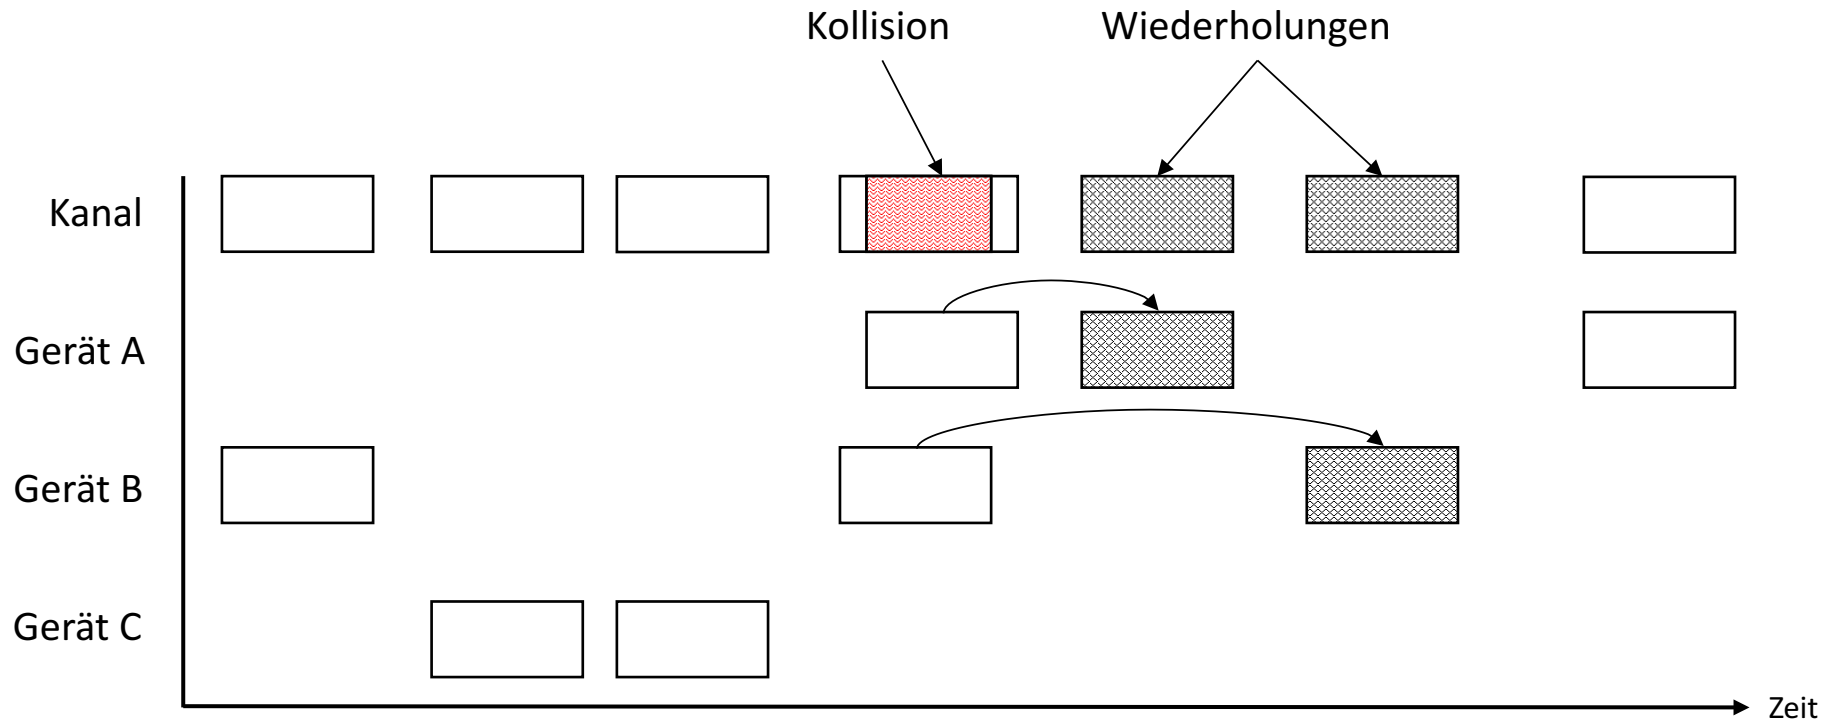 Kollision
Wiederholungen
Kanal
Gerät A
Gerät B
Gerät C
Zeit